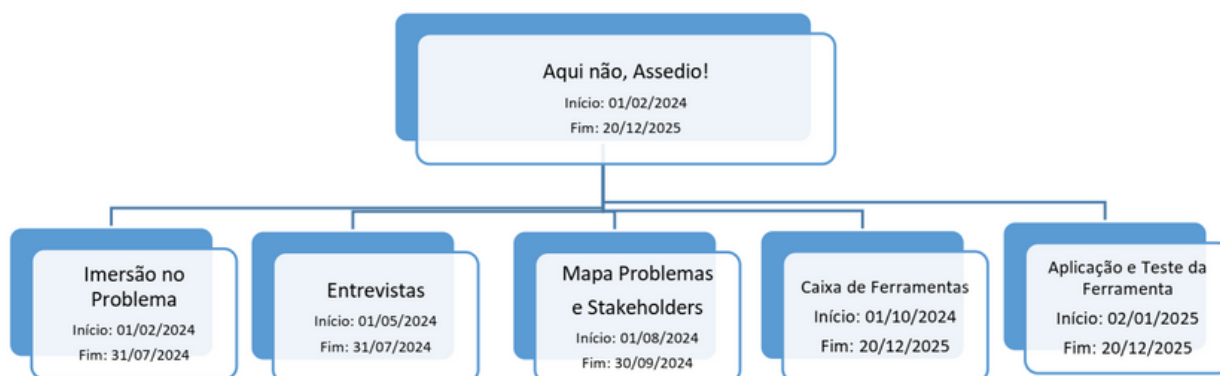 Aqui não, Assedio!
Início: 01/02/2024
Fim: 20/12/2025
Imersão no
Problema
Início: 01/02/2024
Fim: 31/07/2024
Entrevistas
Início: 01/05/2024
Fim: 31/07/2024
Mapa Problemas
e Stakeholders
Início: 01/08/2024
Fim: 30/09/2024
Caixa de Ferramentas
Início: 01/10/2024
Fim: 20/12/2025
Aplicação e Teste da
Ferramenta
Início: 02/01/2025
Fim: 20/12/2025